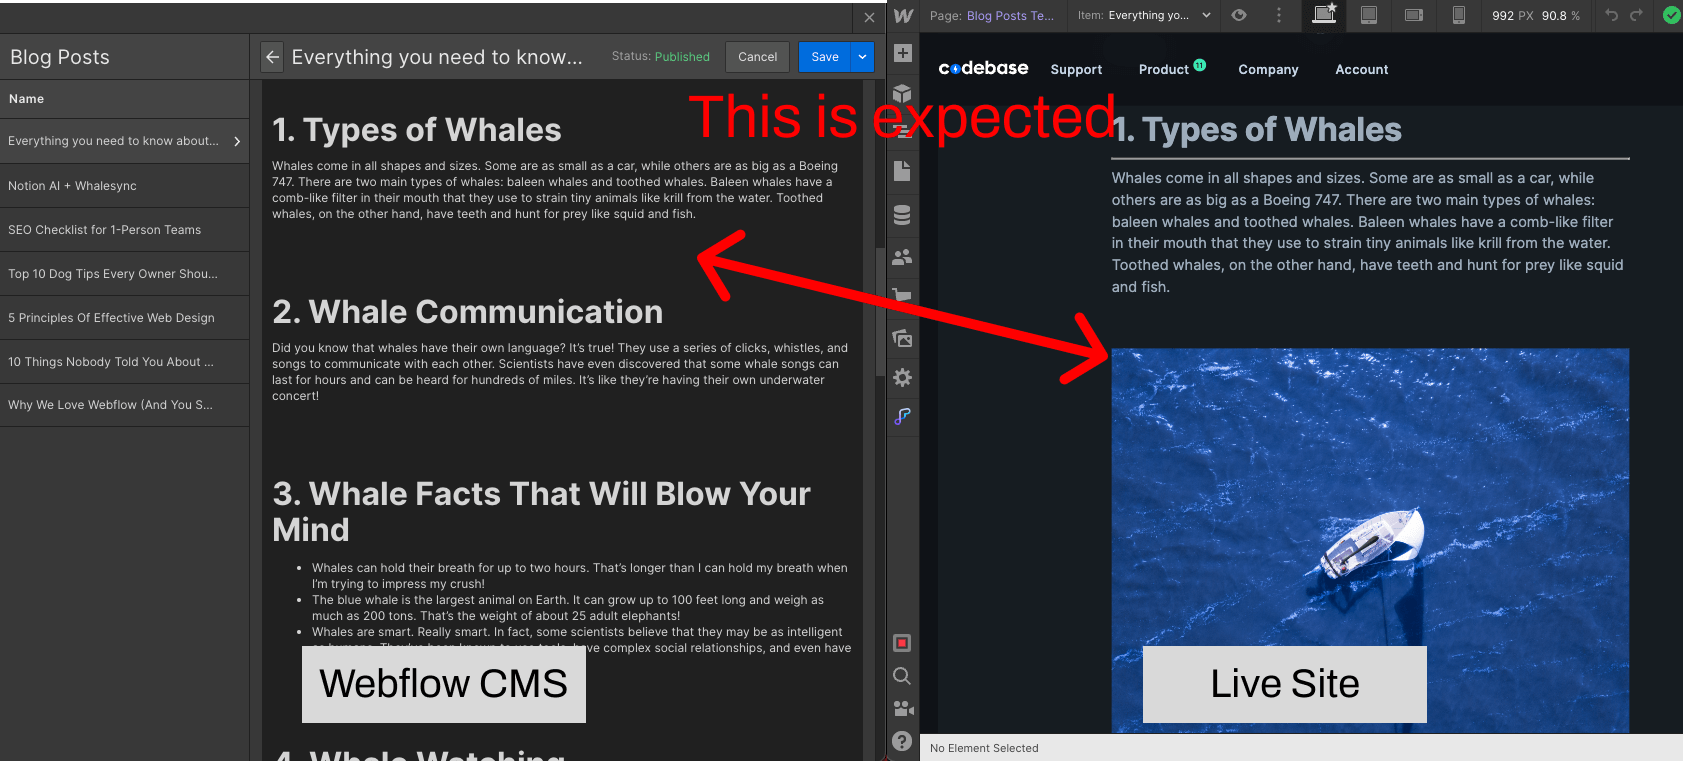 Blog Posts
Everything you need to know...
Status: Published
Cancel
Save
Name
Everything you need to know about...
Notion AI + Whalesync
SEO Checklist for 1-Person Teams
Top 10 Dog Tips Every Owner Shou...
5 Principles Of Effective Web Design
10 Things Nobody Told You About ...
Why We Love Webflow (And You S...
1. Types of Whales
Whales come in all shapes and sizes. Some are as small as a car, while others are as big as a Boeing
747. There are two main types of whales: baleen whales and toothed whales. Baleen whales have a
comb-like filter in their mouth that they use to strain tiny animals like krill from the water. Toothed
whales, on the other hand, have teeth and hunt for prey like squid and fish.
2. Whale Communication
Did you know that whales have their own language? It's true! They use a series of clicks, whistles, and
songs to communicate with each other. Scientists have even discovered that some whale songs can
last for hours and can be heard for hundreds of miles. It's like they're having their own underwater
concert!
3. Whale Facts That Will Blow Your
Mind
• Whales can hold their breath for up to two hours. That's longer than I can hold my breath when
I'm trying to impress my crush!
• The blue whale is the largest animal on Earth. It can grow up to 100 feet long and weigh as
much as 200 tons. That's the weight of about 25 adult elephants!
• Whales are smart. Really smart. In fact, some scientists believe that they may be as intelligent
complex social relationships, and even have
Webflow CMS
4. Whale Watching
This is expected
W
Page: Blog Posts Te...
Item: Everything yo...
992 PX 90.8 %
codebase
Support
Product
11
Company
Account
1. Types of Whales
Whales come in all shapes and sizes. Some are as small as a car, while
others are as big as a Boeing 747. There are two main types of whales:
baleen whales and toothed whales. Baleen whales have a comb-like filter
in their mouth that they use to strain tiny animals like krill from the water.
Toothed whales, on the other hand, have teeth and hunt for prey like squid
and fish.
Live Site
No Element Selected